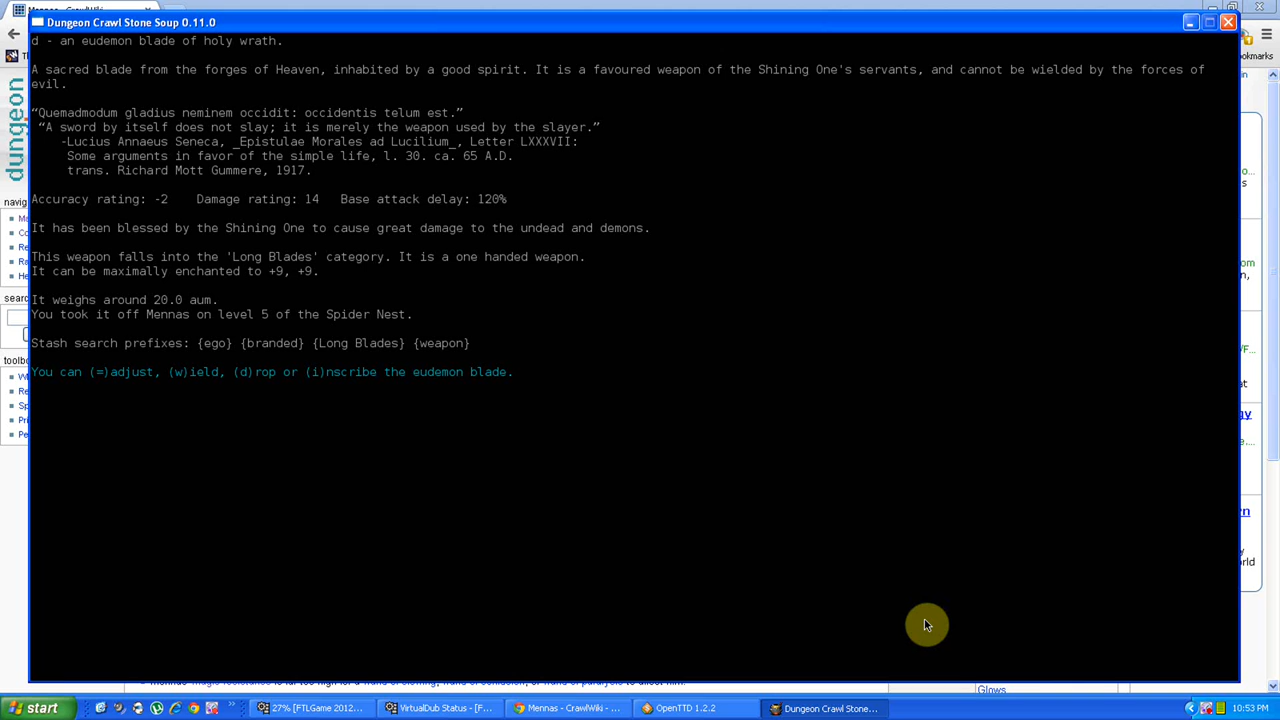 Dungeon Crawl Stone Soup 0.11.0
d - an eudemon blade of holy wrath.
A sacred blade from the forges of Heaven, inhabited by a good spirit. It is a favoured weapon of the Shining One's servants, and cannot be wielded by the forces of
evil.
“Quemadmodum gladius neminem occidit: occidentis telum est.”
“A sword by itself does not slay; it is merely the weapon used by the slayer.”
-Lucius Annaeus Seneca, _Epistulae Morales ad Lucilium_, Letter LXXXVII:
Some arguments in favor of the simple life, l. 30. ca. 65 A.D.
trans. Richard Mott Gummere, 1917.
Accuracy rating: -2 Damage rating: 14 Base attack delay: 120%
It has been blessed by the Shining One to cause great damage to the undead and demons.
This weapon falls into the 'Long Blades' category. It is a one handed weapon.
It can be maximally enchanted to +9, +9.
It weighs around 20.0 aum.
You took it off Mennas on level 5 of the Spider Nest.
Stash search prefixes: {ego} {branded} {Long Blades} {weapon}
You can (=)adjust, (w)ield, (d)rop or (i)nscribe the eudemon blade.
dungeon
navig
sear
toolbo
Glows
start
27% [FTLGame 2012...
VirtualDub Status - [F...
Mennas - CrawlWiki - ...
OpenTTD 1.2.2
Dungeon Crawl Stone...
10:53 PM